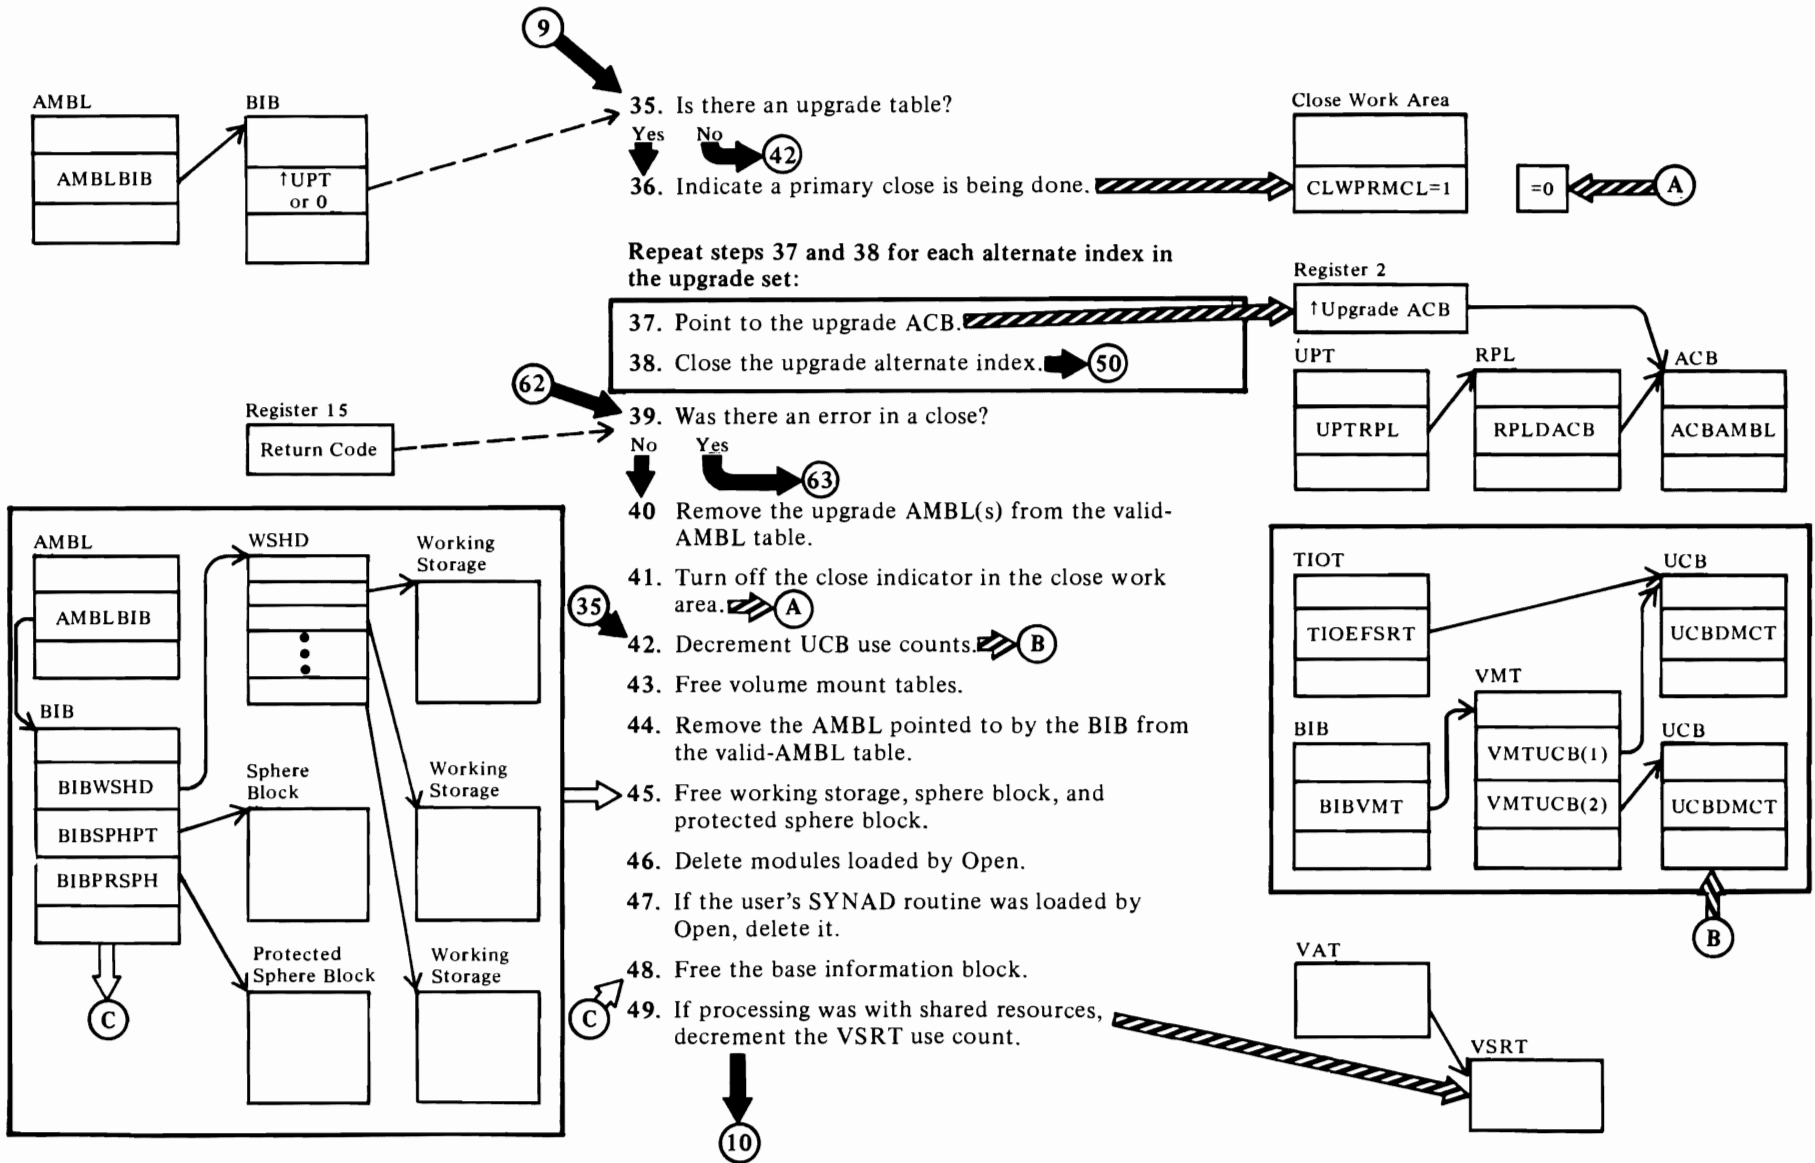 9
AMBL
AMBLBIB
BIB
↑UPT
or 0
35. Is there an upgrade table?
Yes No
42
36. Indicate a primary close is being done.
Close Work Area
CLWPRMCL=1
=0
A
Repeat steps 37 and 38 for each alternate index in
the upgrade set:
37. Point to the upgrade ACB.
38. Close the upgrade alternate index.
50
Register 2
↑Upgrade ACB
UPT
UPTRPL
RPL
RPLDACB
ACB
ACBAMBL
62
Register 15
Return Code
39. Was there an error in a close?
No Yes
63
40 Remove the upgrade AMBL(s) from the valid-
AMBL table.
41. Turn off the close indicator in the close work
area.
A
35
42. Decrement UCB use counts.
B
43. Free volume mount tables.
44. Remove the AMBL pointed to by the BIB from
the valid-AMBL table.
45. Free working storage, sphere block, and
protected sphere block.
46. Delete modules loaded by Open.
47. If the user's SYNAD routine was loaded by
Open, delete it.
48. Free the base information block.
C
49. If processing was with shared resources,
decrement the VSRT use count.
10
AMBL
AMBLBIB
WSHD
Working
Storage
BIB
BIBWSHD
BIBSPHPT
BIBPRSPH
Sphere
Block
Working
Storage
Protected
Sphere Block
Working
Storage
C
TIOT
TIOEFSRT
UCB
UCBDMCT
BIB
BIBVMT
VMT
VMTUCB(1)
VMTUCB(2)
UCB
UCBDMCT
B
VAT
VSRT